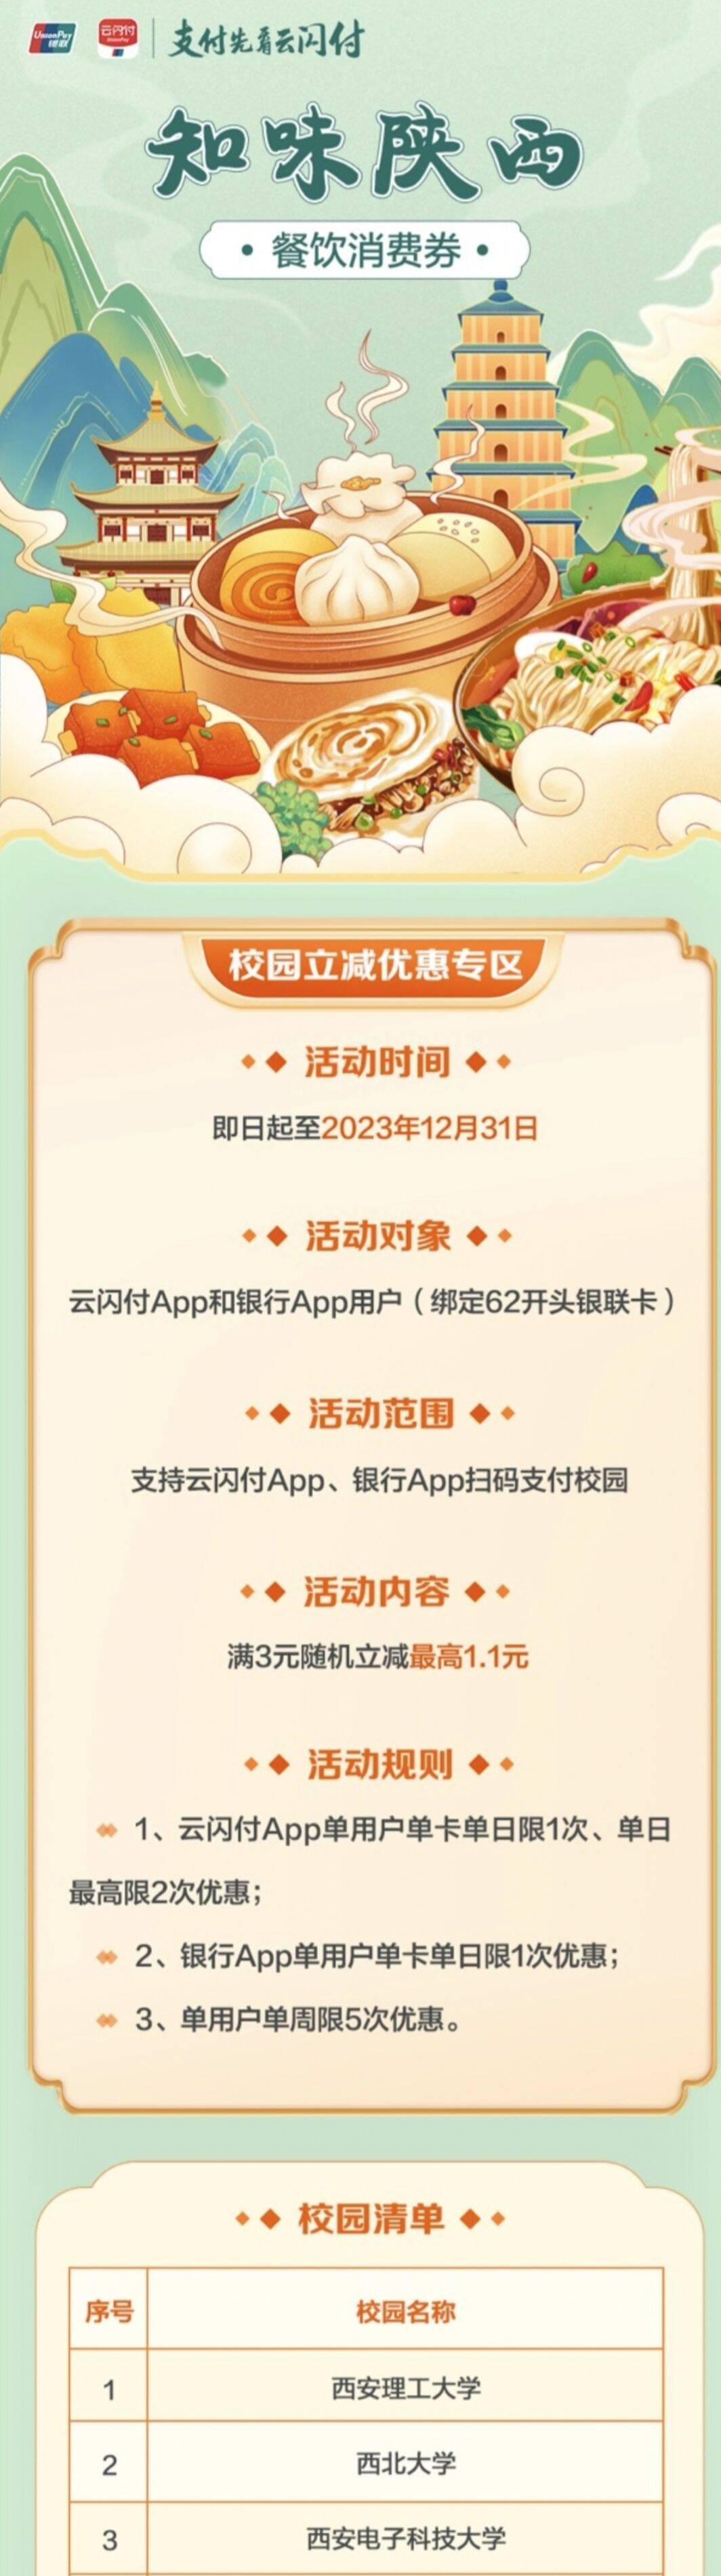 UnionPay
银联
云闪付
UnionPay
支付先看云闪付
知味陕西
• 餐饮消费券 •
校园立减优惠专区
活动时间
即日起至2023年12月31日
活动对象
云闪付App和银行App用户（绑定62开头银联卡）
活动范围
支持云闪付App、银行App扫码支付校园
活动内容
满3元随机立减最高1.1元
活动规则
1、云闪付App单用户单卡单日限1次、单日
最高限2次优惠；
2、银行App单用户单卡单日限1次优惠；
3、单用户单周限5次优惠。
校园清单
序号 校园名称
1 西安理工大学
2 西北大学
3 西安电子科技大学